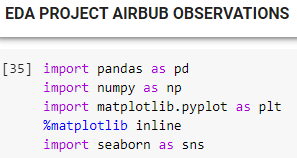 EDA PROJECT AIRBUB OBSERVATIONS
[35] import pandas as pd
import numpy as np
import matplotlib.pyplot as plt
%matplotlib inline
import seaborn as sns